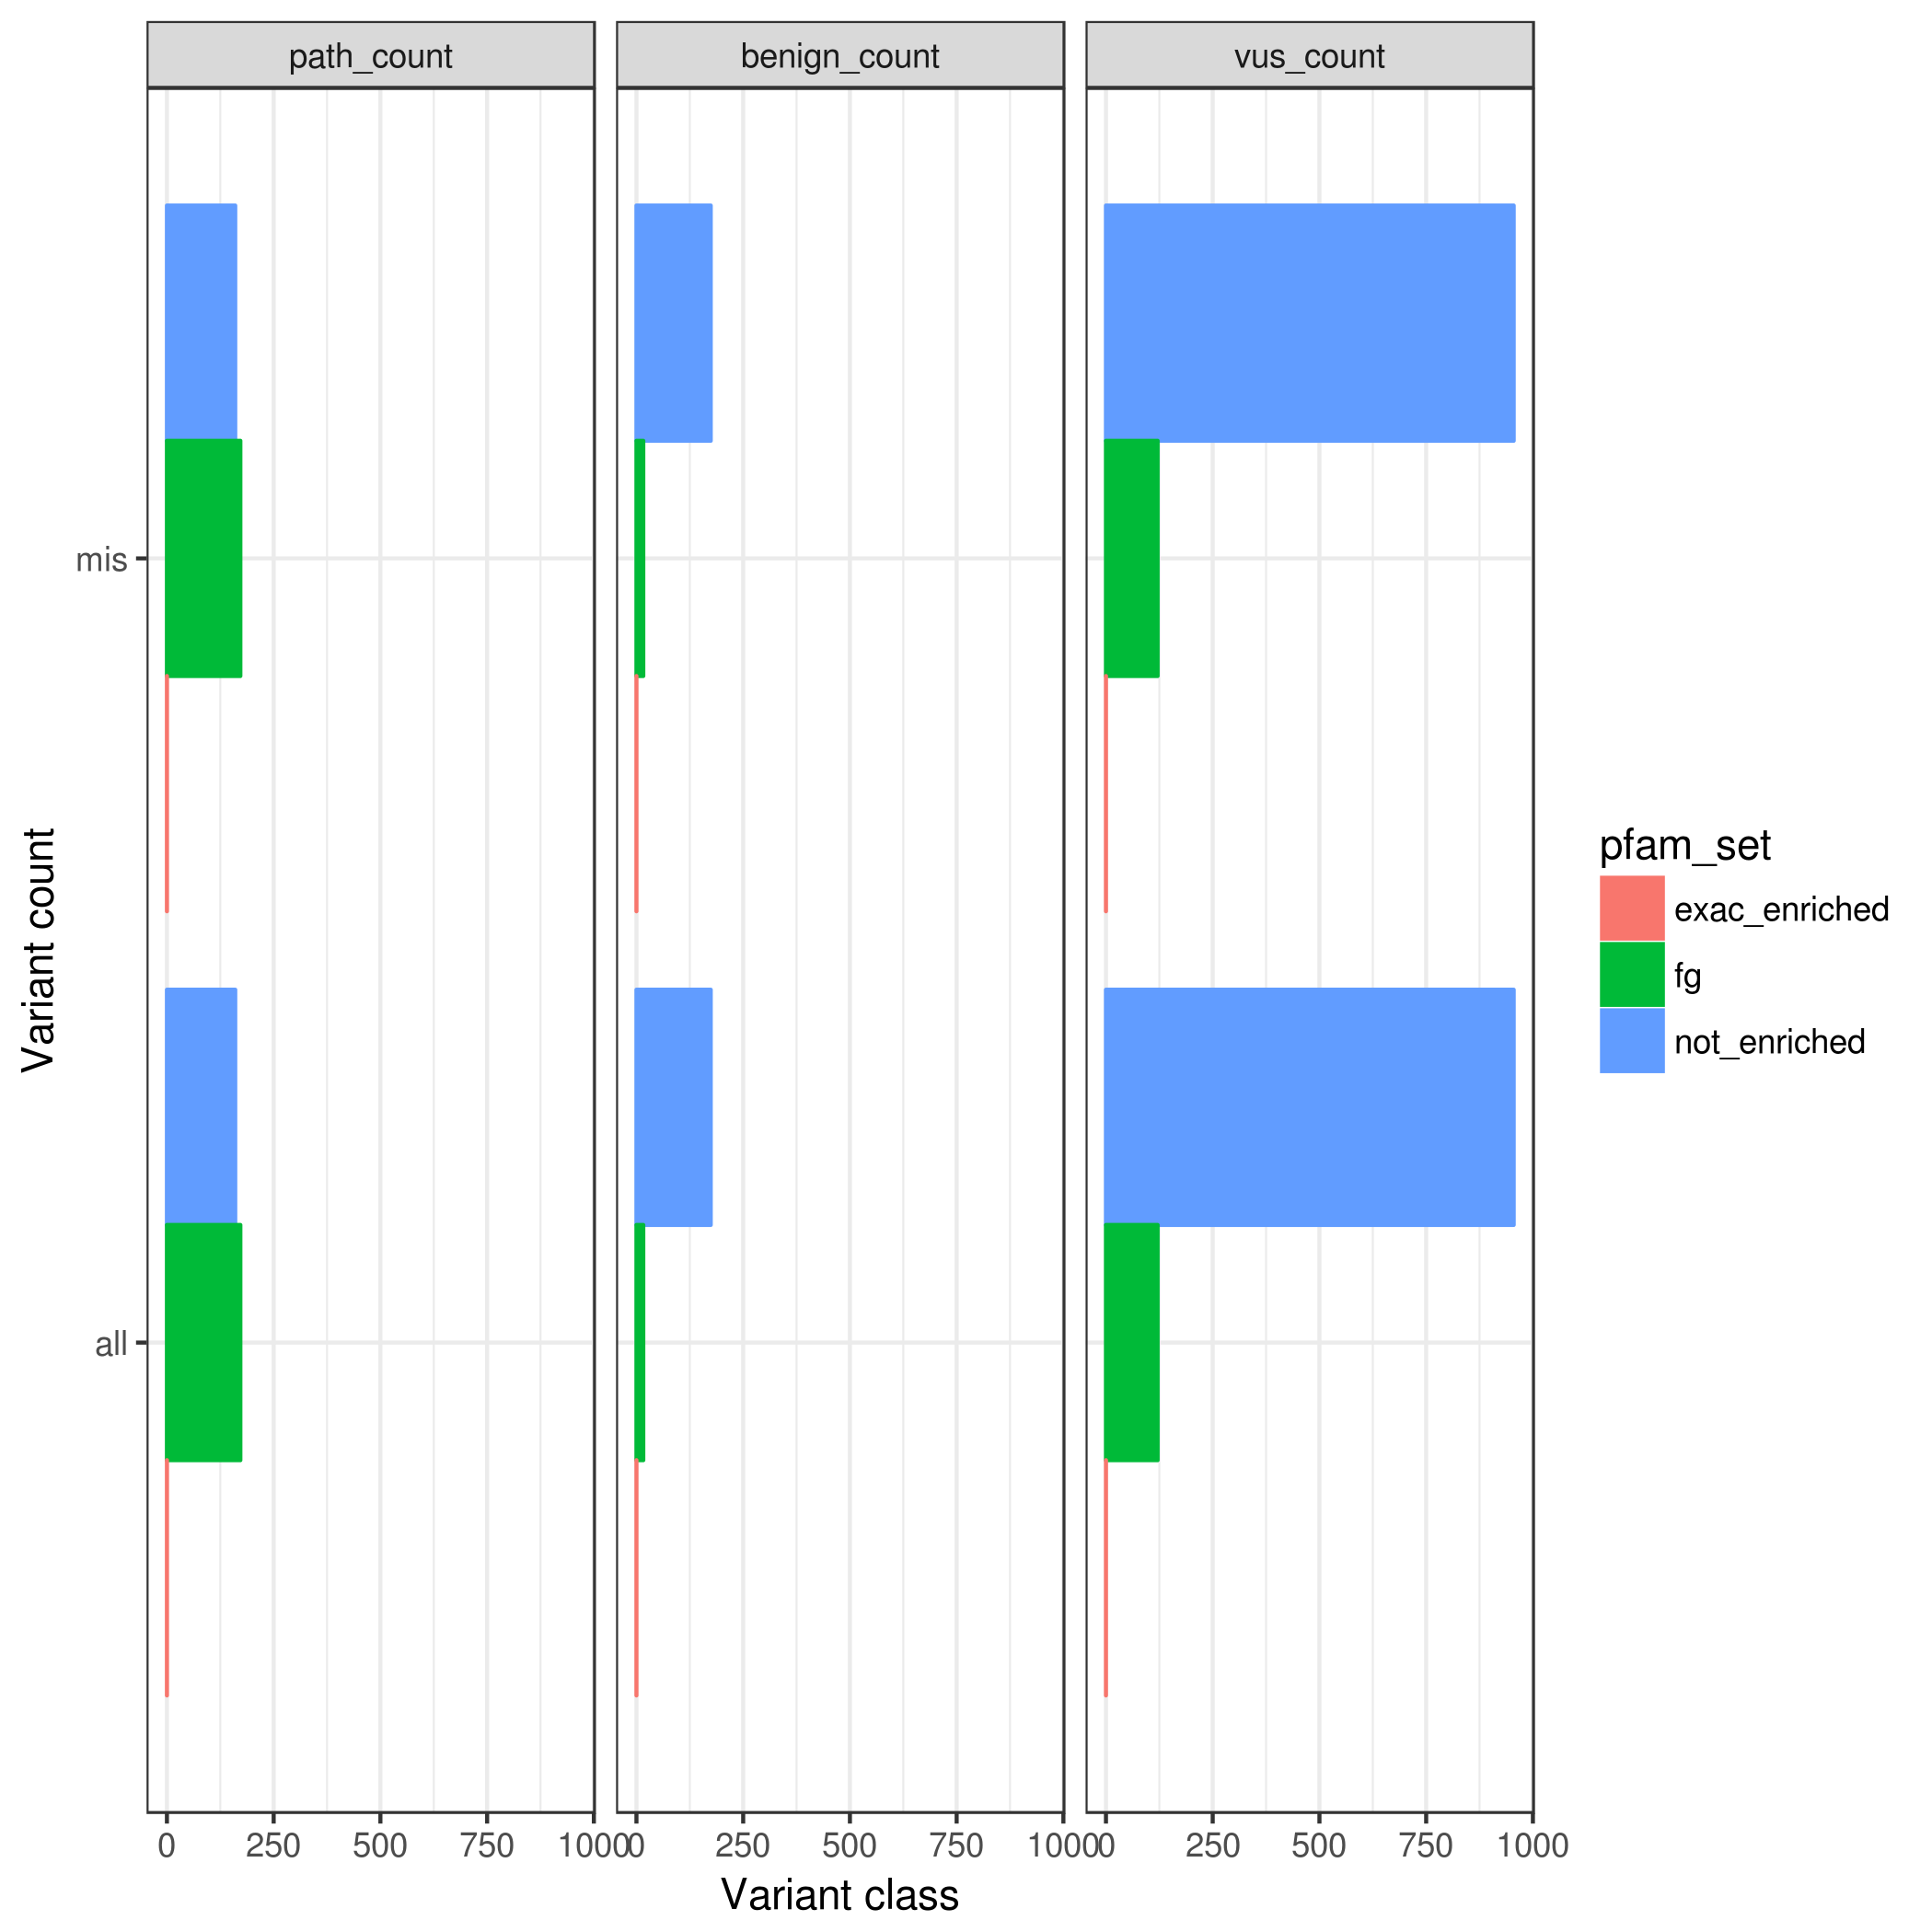 path_count benign_count vus_count
mis
all
Variant count
0 250 500 750 1000 0 250 500 750 1000 0 250 500 750 1000
Variant class
pfam_set
exac_enriched
fg
not_enriched